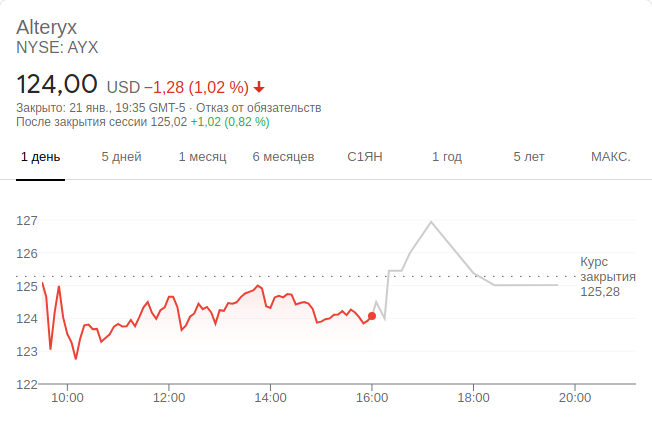 Alteryx
NYSE: AYX
124,00 USD −1,28 (1,02 %)
Закрыто: 21 янв., 19:35 GMT-5 · Отказ от обязательств
После закрытия сессии 125,02 +1,02 (0,82 %)
1 день 5 дней 1 месяц 6 месяцев С1ЯН 1 год 5 лет МАКС.
127
126
Курс
закрытия
125,28
125
124
123
122
10:00 12:00 14:00 16:00 18:00 20:00